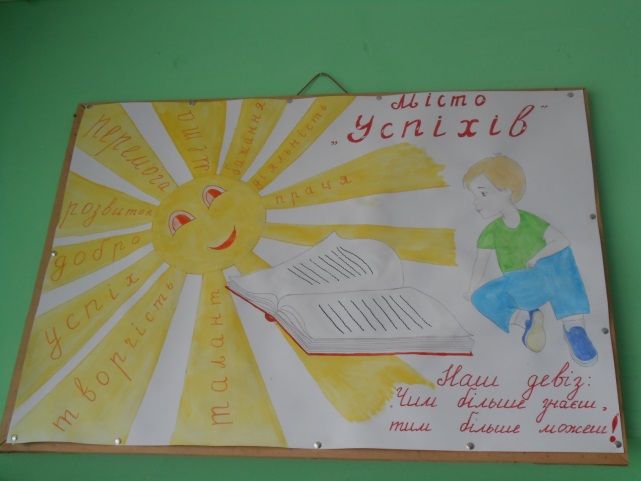 Місто
„Успіхів"
перемога
мета
бажання
діяльність
праця
розвиток
добро
успіх
творчість
талант
Наш девіз:
Чим більше знаєш,
тим більше можеш!